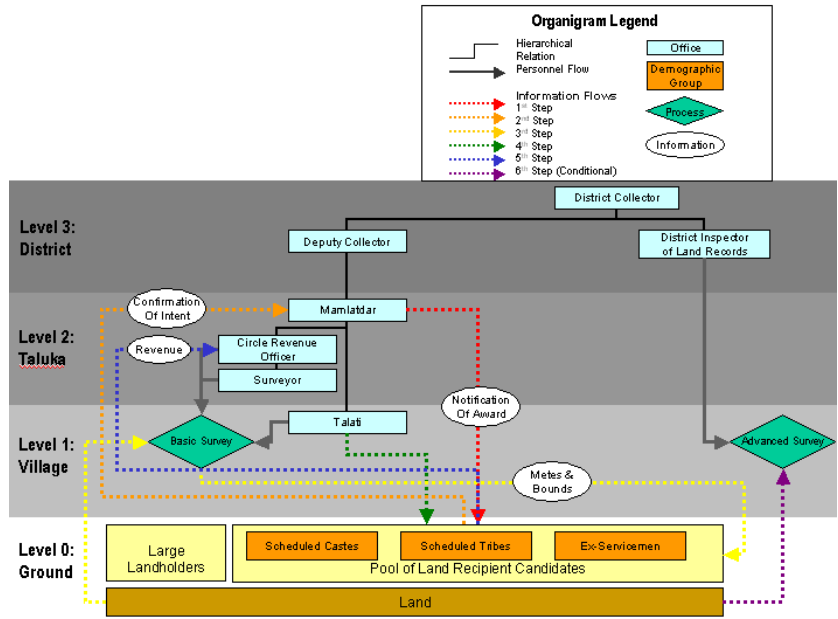 Organigram Legend
Hierarchical
Relation
Personnel Flow
Office
Demographic
Group
Process
Information
Information Flows
1st Step
2nd Step
3rd Step
4th Step
5th Step
6th Step (Conditional)
Level 3:
District
District Collector
Deputy Collector
District Inspector
of Land Records
Level 2:
Taluka
Confirmation
Of Intent
Mamlatdar
Revenue
Circle Revenue
Officer
Surveyor
Notification
Of Award
Level 1:
Village
Talati
Basic Survey
Advanced Survey
Metes &
Bounds
Level 0:
Ground
Large
Landholders
Scheduled Castes
Scheduled Tribes
Ex-Servicemen
Pool of Land Recipient Candidates
Land